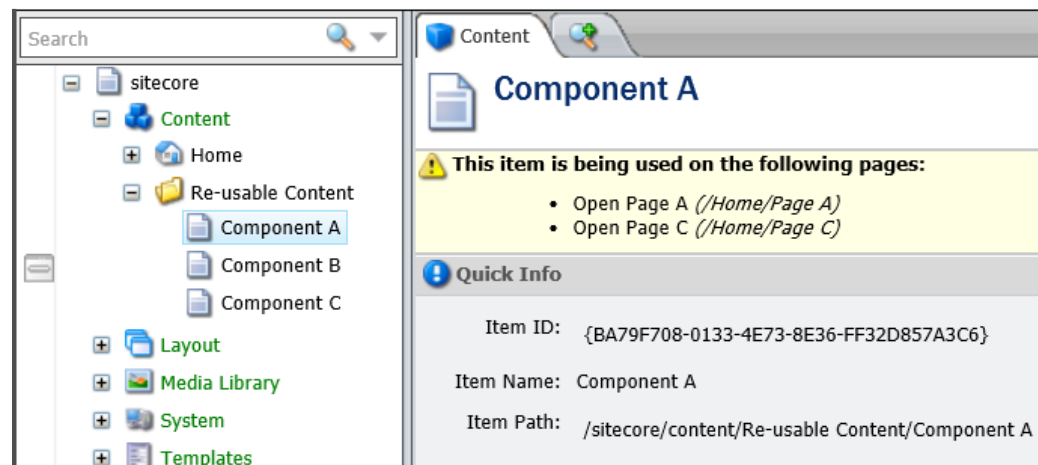 Search
sitecore
Content
Home
Re-usable Content
Component A
Component B
Component C
Layout
Media Library
System
Templates
Content
Component A
This item is being used on the following pages:
• Open Page A (/Home/Page A)
• Open Page C (/Home/Page C)
Quick Info
Item ID: {BA79F708-0133-4E73-8E36-FF32D857A3C6}
Item Name: Component A
Item Path: /sitecore/content/Re-usable Content/Component A